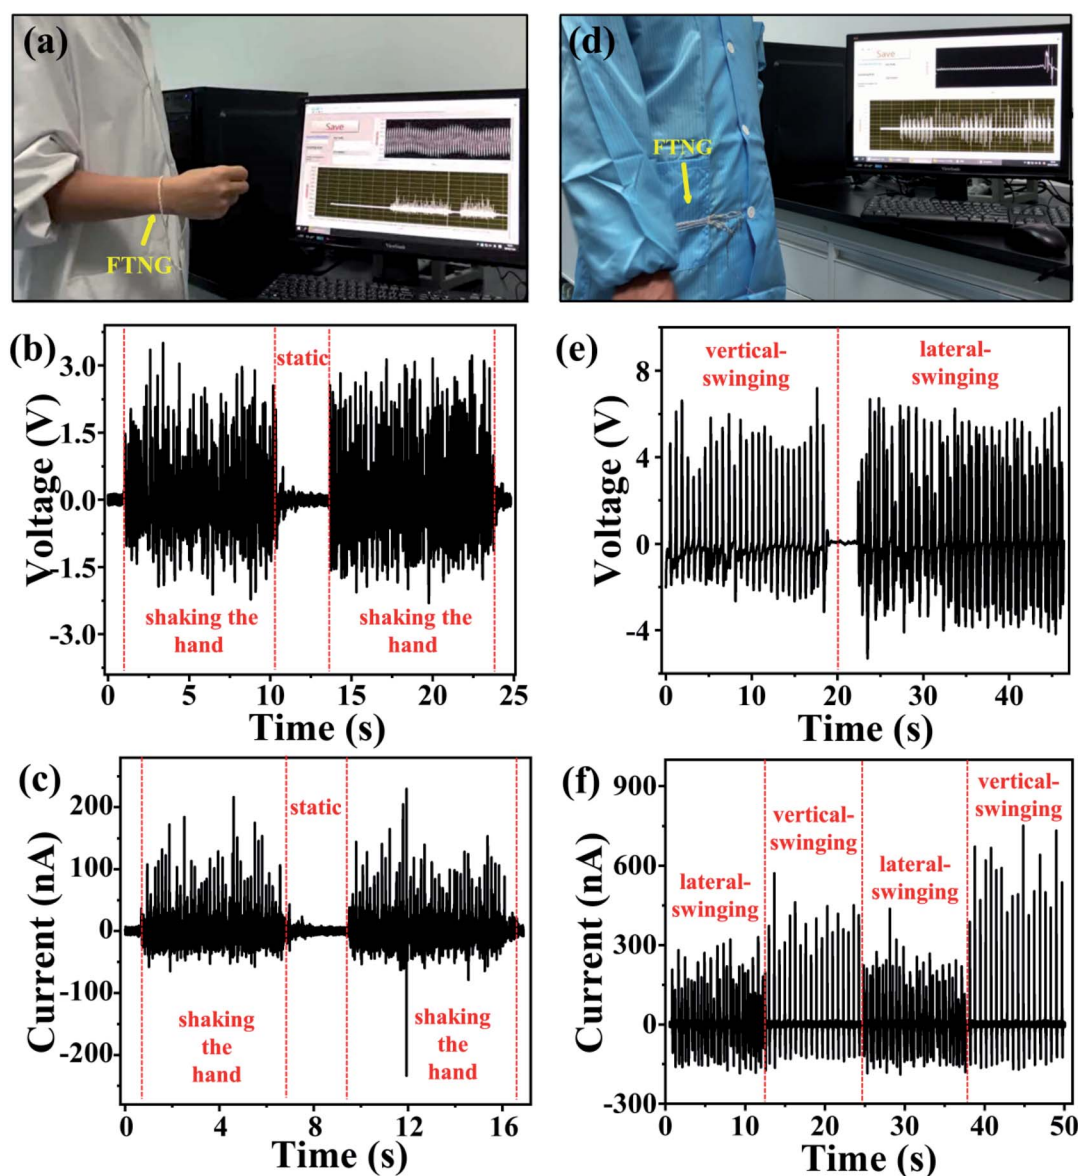 (a)
Save
FTNG
(d)
Save
FTNG
(b)
static
shaking the
hand
shaking the
hand
3.0
1.5
0.0
-1.5
-3.0
Voltage (V)
0 5 10 15 20 25
Time (s)
(e)
vertical-
swinging
lateral-
swinging
8
4
0
-4
Voltage (V)
0 10 20 30 40
Time (s)
(c)
static
shaking
the
hand
shaking
the
hand
200
100
0
-100
-200
Current (nA)
0 4 8 12 16
Time (s)
(f)
lateral-
swinging
vertical-
swinging
lateral-
swinging
vertical-
swinging
900
600
300
0
-300
Current (nA)
0 10 20 30 40 50
Time (s)